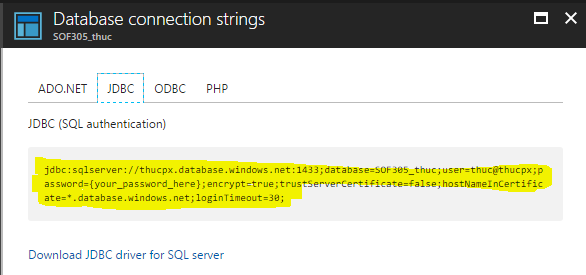 Database connection strings
SOF305_thuc
ADO.NET JDBC ODBC PHP
JDBC (SQL authentication)
jdbc:sqlserver://thucpx.database.windows.net:1433;database=SOF305_thuc;user=thuc@thucpx;p
assword={your_password_here};encrypt=true;trustServerCertificate=false;hostNameInCertific
ate=*.database.windows.net;loginTimeout=30;
Download JDBC driver for SQL server